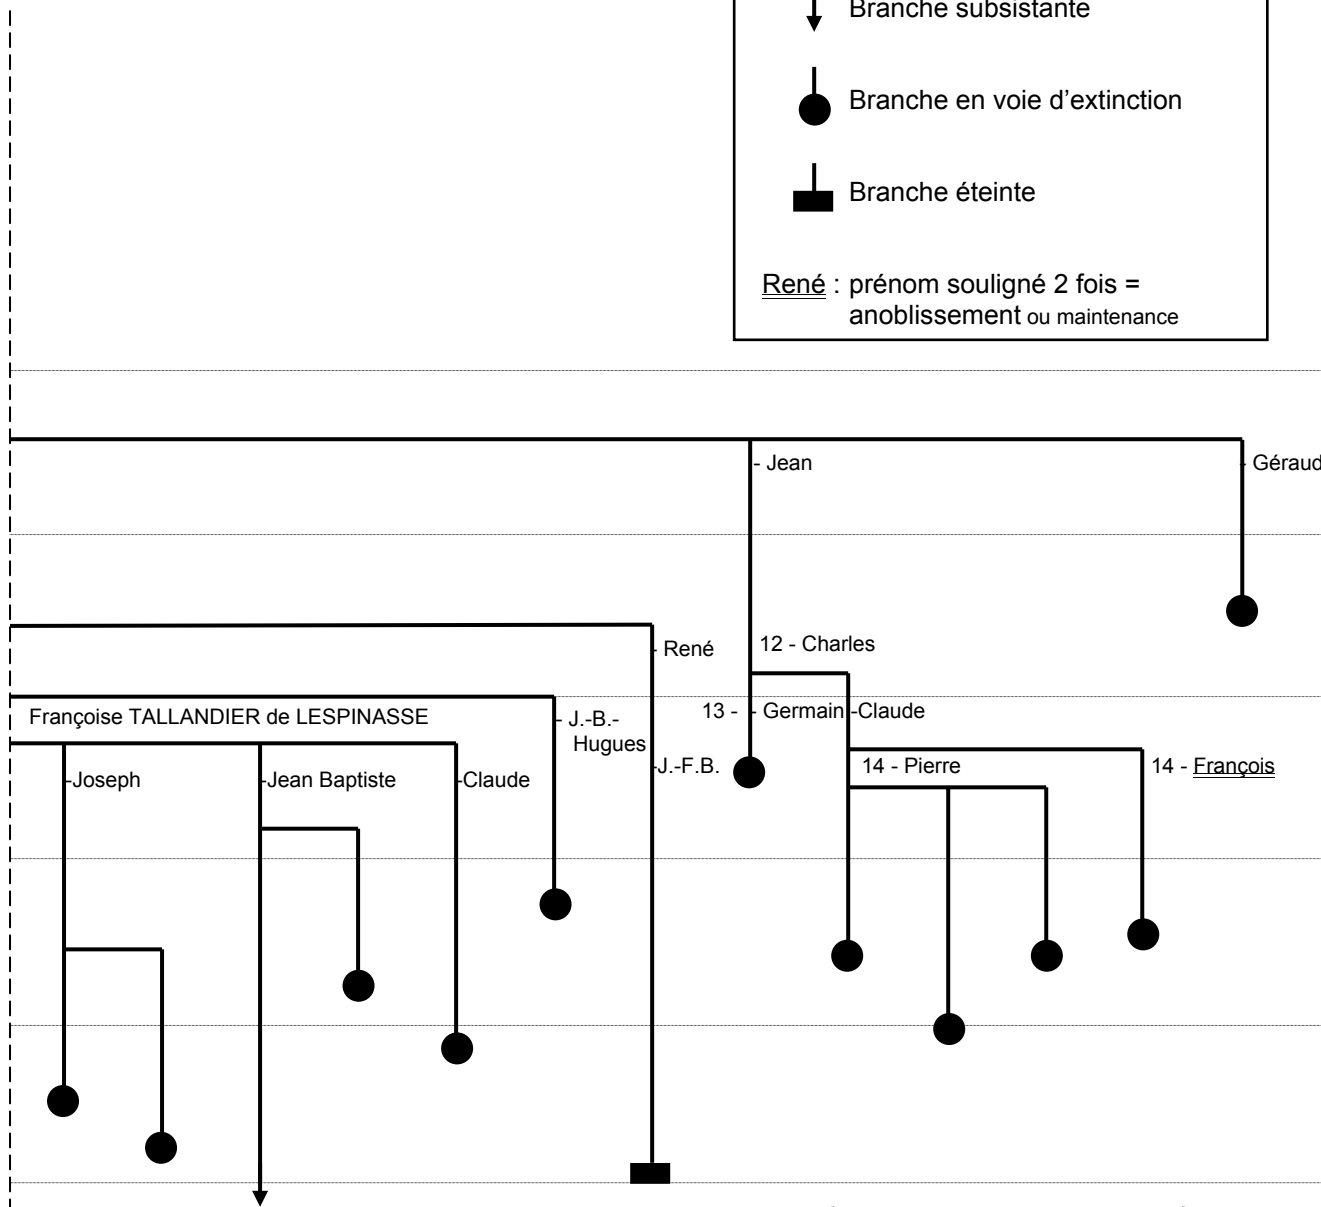 Branche subsistante
Branche en voie d'extinction
Branche éteinte
René : prénom souligné 2 fois =
anoblissement ou maintenance
- Jean
- Géraud
- René
12 - Charles
Françoise TALLANDIER de LESPINASSE
- J.-B.-
Hugues
13 - - Germain -Claude
-Joseph
-Jean Baptiste
-Claude
-J.-F.B.
14 - Pierre
14 - François